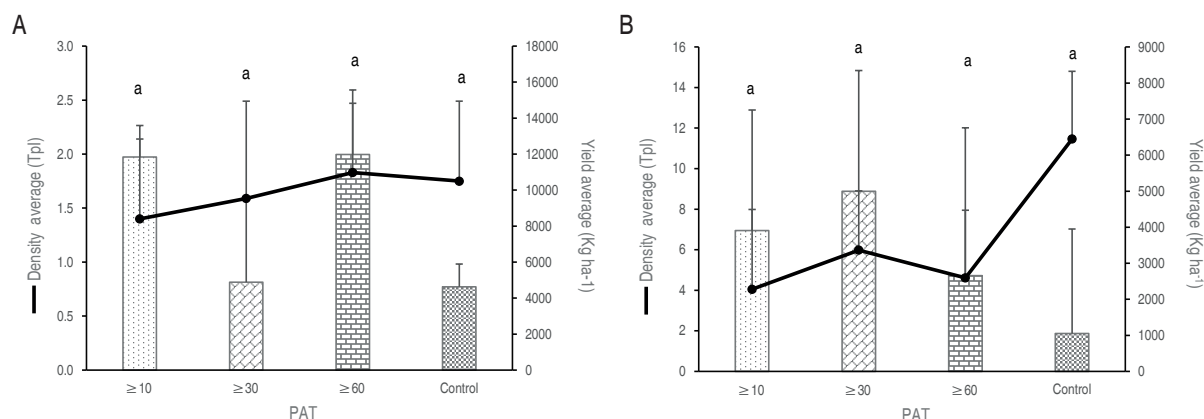 A
Density average (Tpl)
3.0
2.5
2.0
1.5
1.0
0.5
0.0
a
a
a
a
18000
16000
14000
12000
10000
8000
6000
4000
2000
0
Yield average (Kg ha-1)
≥10
≥30
≥60
Control
PAT
B
Density average (Tpl)
16
14
12
10
8
6
4
2
0
a
a
a
a
9000
8000
7000
6000
5000
4000
3000
2000
1000
0
Yield average (Kg ha⁻¹)
≥10
≥30
≥60
Control
PAT